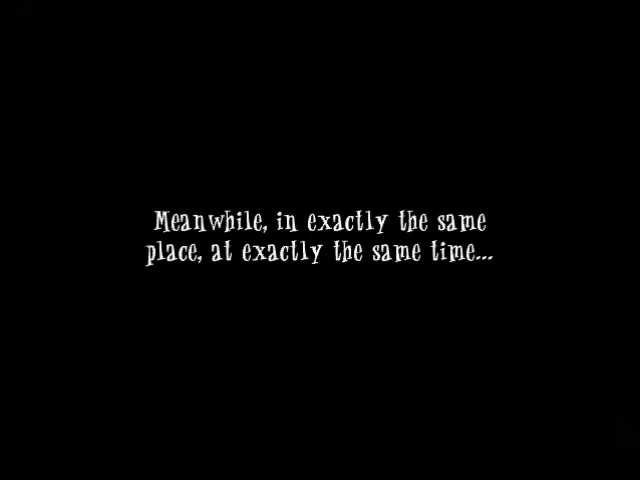 Meanwhile, in exactly the same
place, at exactly the same time...